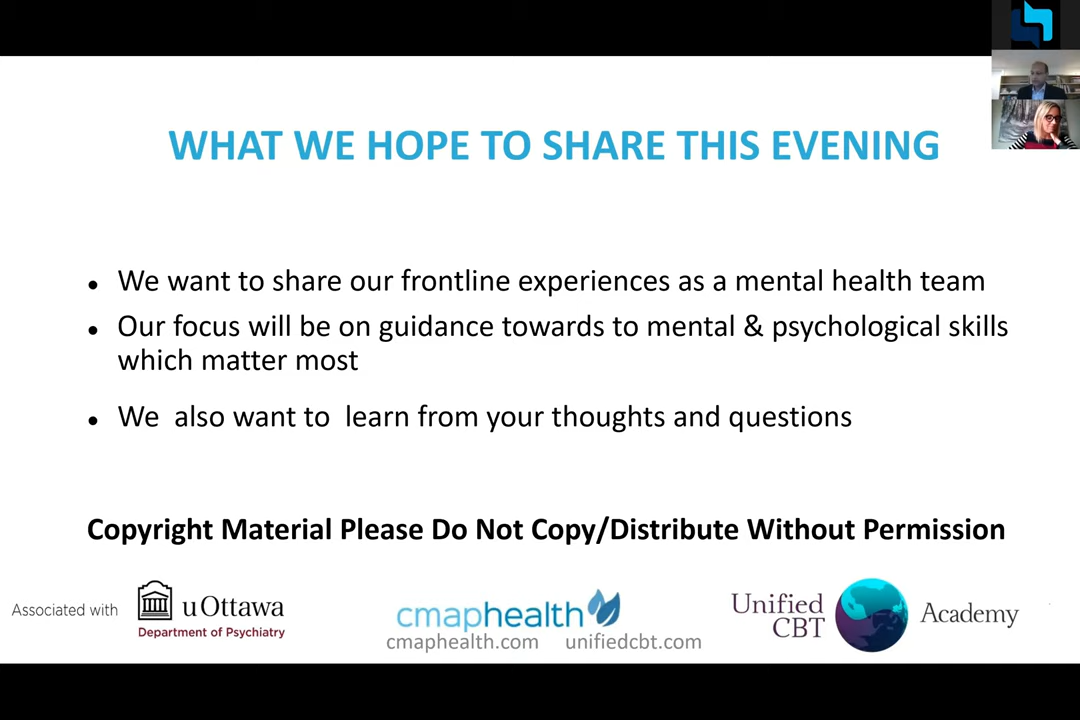 WHAT WE HOPE TO SHARE THIS EVENING
• We want to share our frontline experiences as a mental health team
• Our focus will be on guidance towards to mental & psychological skills
which matter most
• We also want to learn from your thoughts and questions
Copyright Material Please Do Not Copy/Distribute Without Permission
Associated with
uOttawa
Department of Psychiatry
cmaphealth
cmaphealth.com unifiedcbt.com
Unified
CBT
Academy